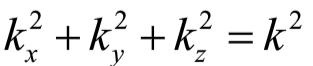 $k_x^2 + k_y^2 + k_z^2 = k^2$